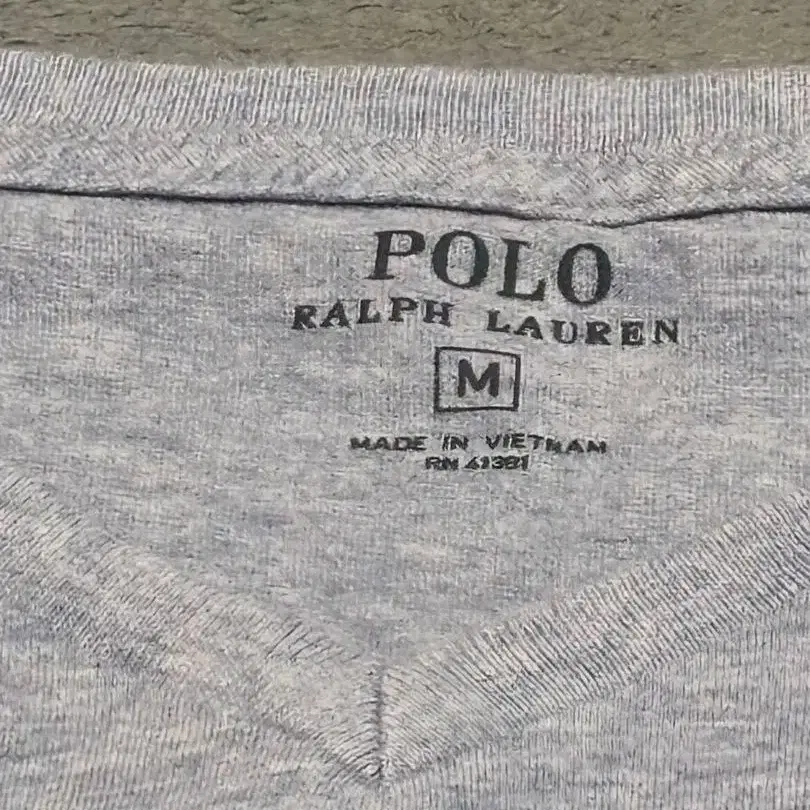 POLO
RALPH LAUREN
M
MADE IN VIETNAM
RN 41381